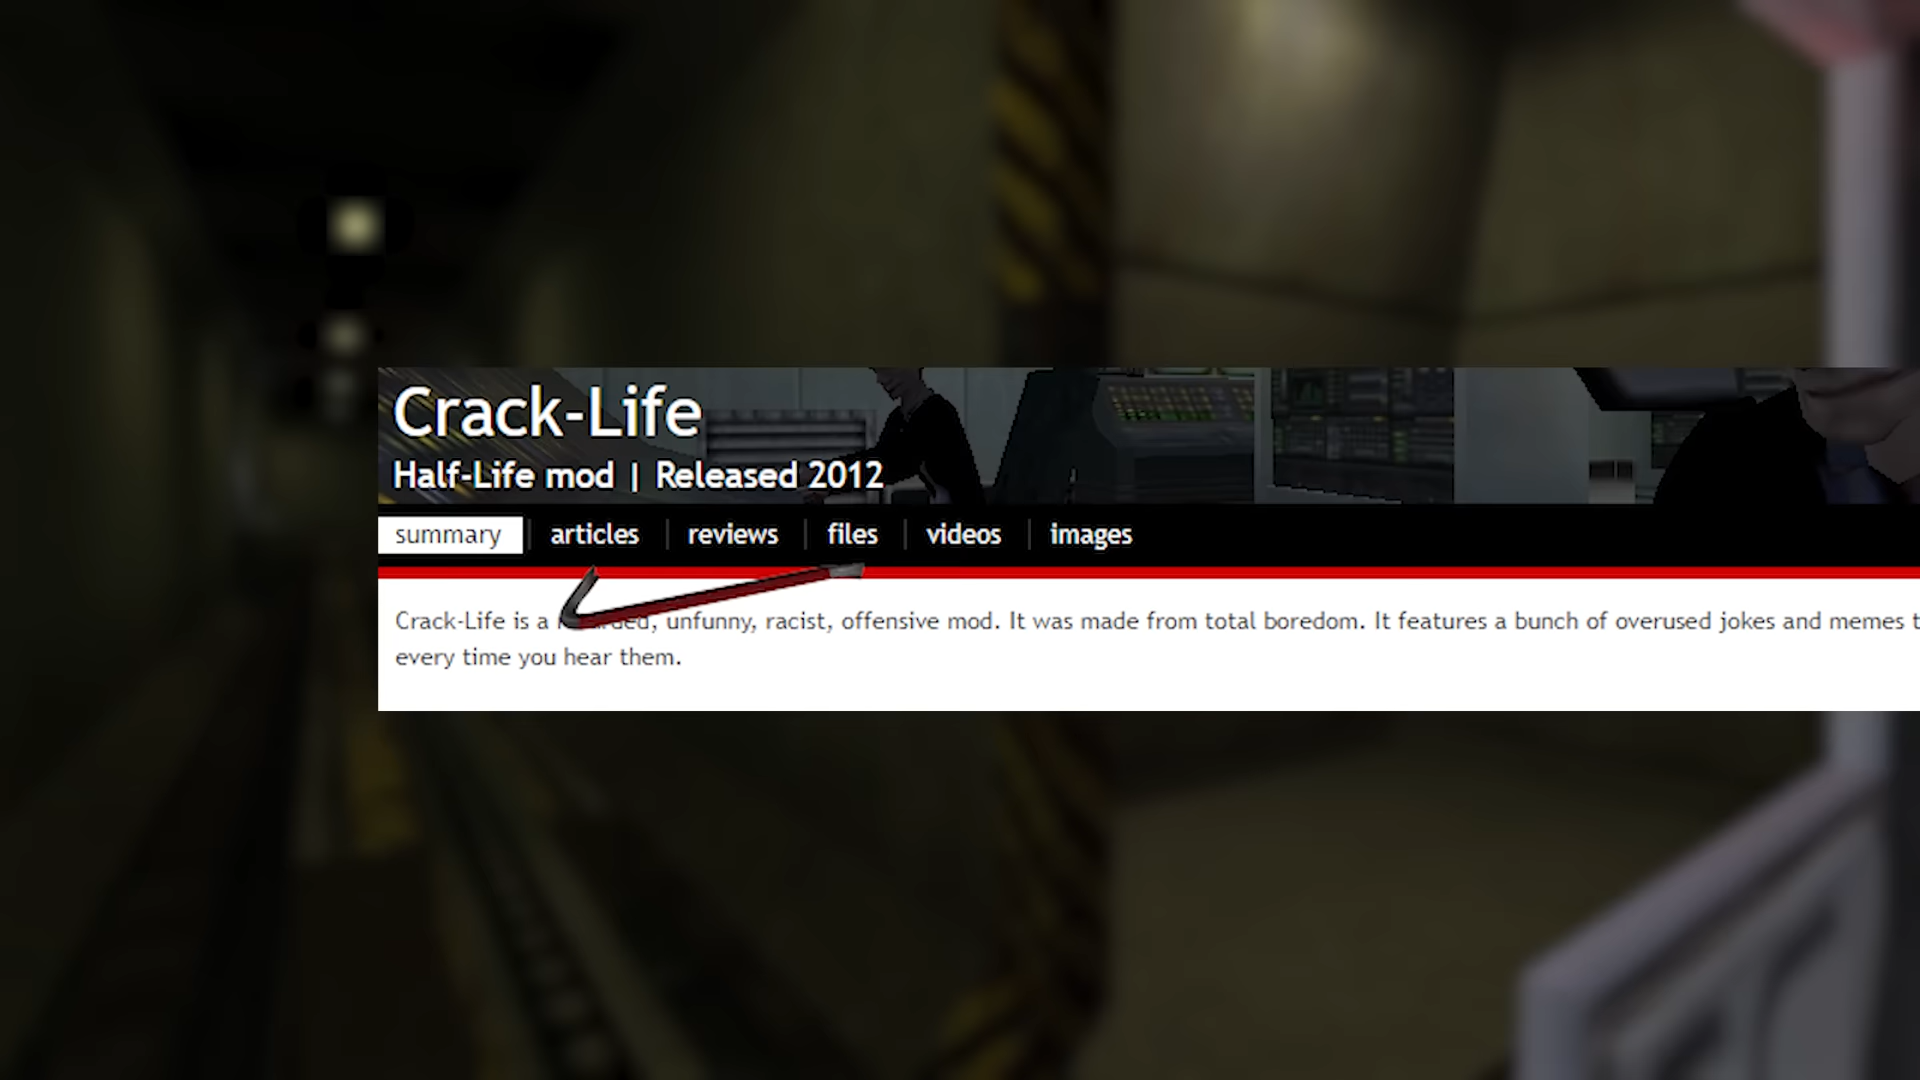 Crack-Life
Half-Life mod | Released 2012
summary articles reviews files videos images
Crack-Life is a unfunny, racist, offensive mod. It was made from total boredom. It features a bunch of overused jokes and memes
every time you hear them.